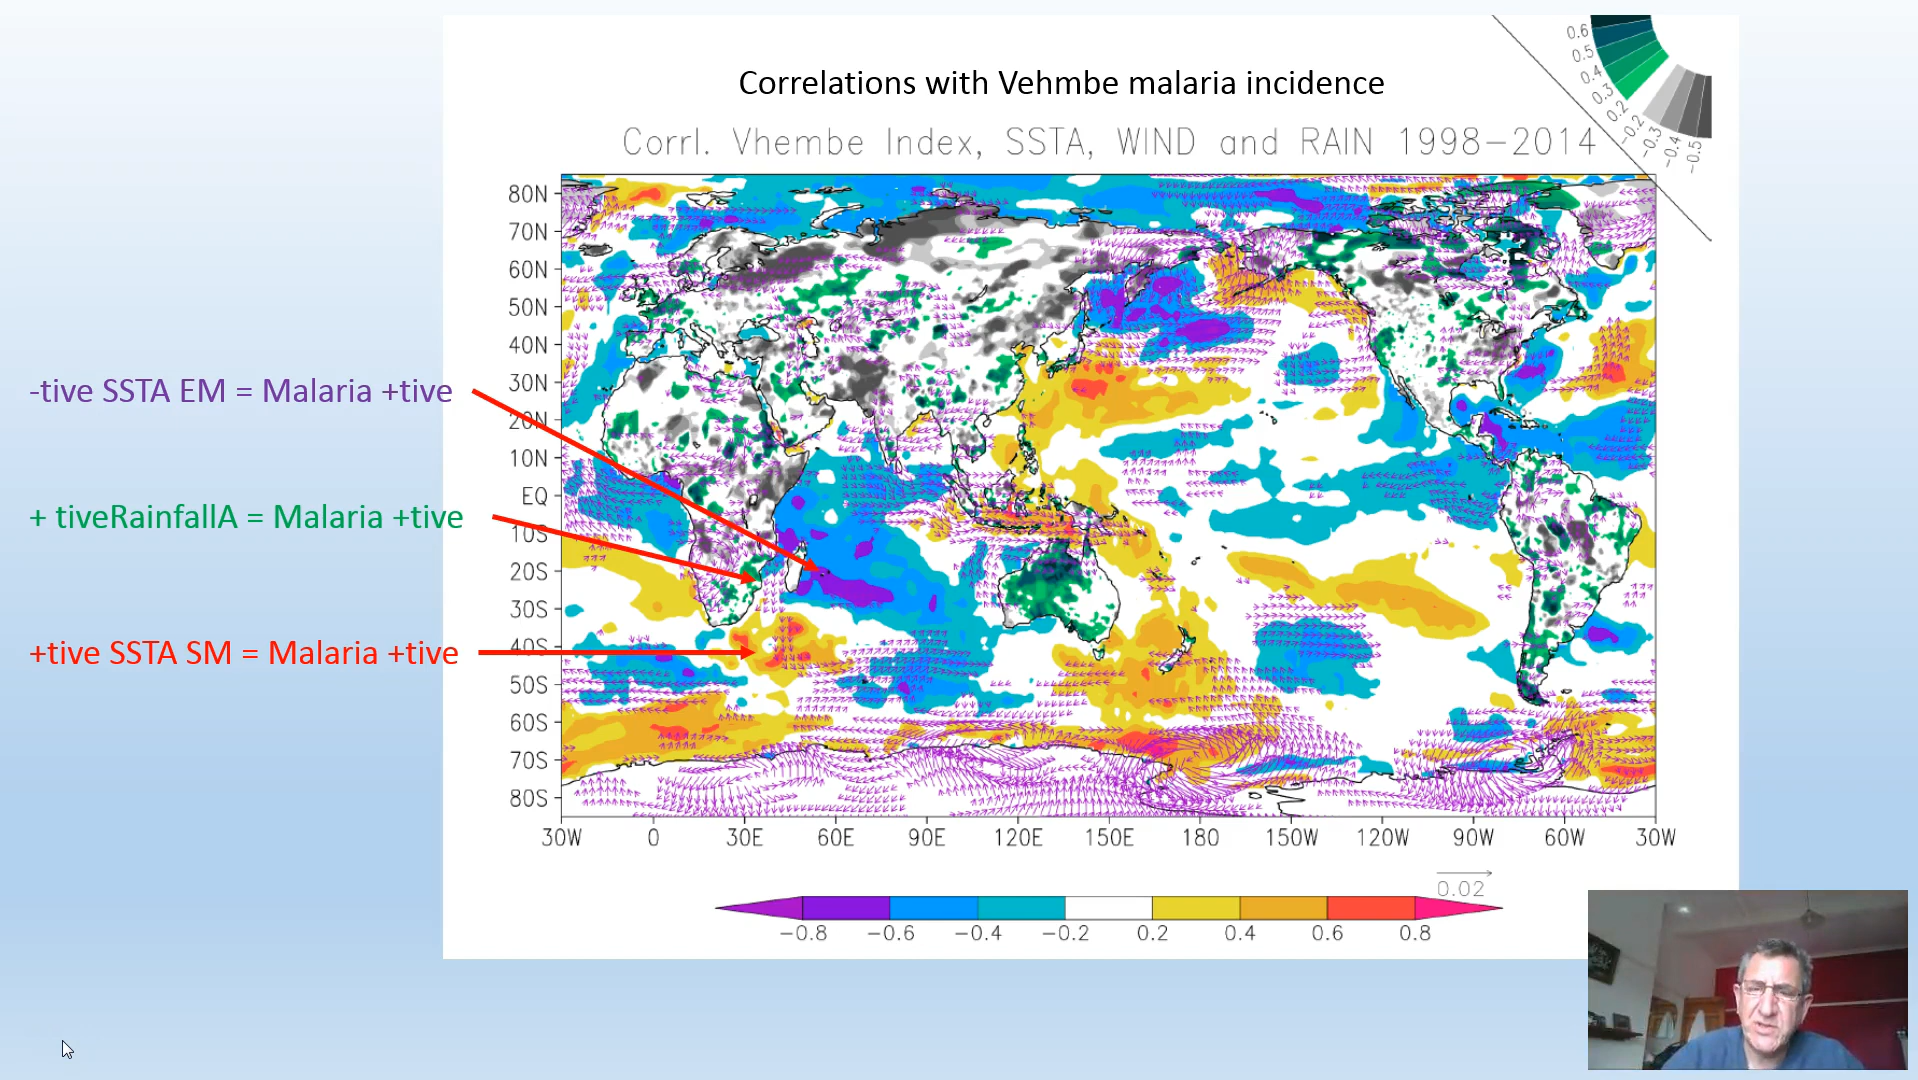 Correlations with Vehmbe malaria incidence
Corrl. Vhembe Index, SSTA, WIND and RAIN 1998-2014
0.6
0.5
0.4
0.3
0.2
-0.2
-0.3
-0.4
-0.5
80N
70N
60N
50N
40N
30N
20N
10N
EQ
10S
20S
30S
40S
50S
60S
70S
80S
-tive SSTA EM = Malaria +tive
+ tiveRainfallA = Malaria +tive
+tive SSTA SM = Malaria +tive
30W 0 30E 60E 90E 120E 150E 180 150W 120W 90W 60W 30W
0.02
-0.8 -0.6 -0.4 -0.2 0.2 0.4 0.6 0.8